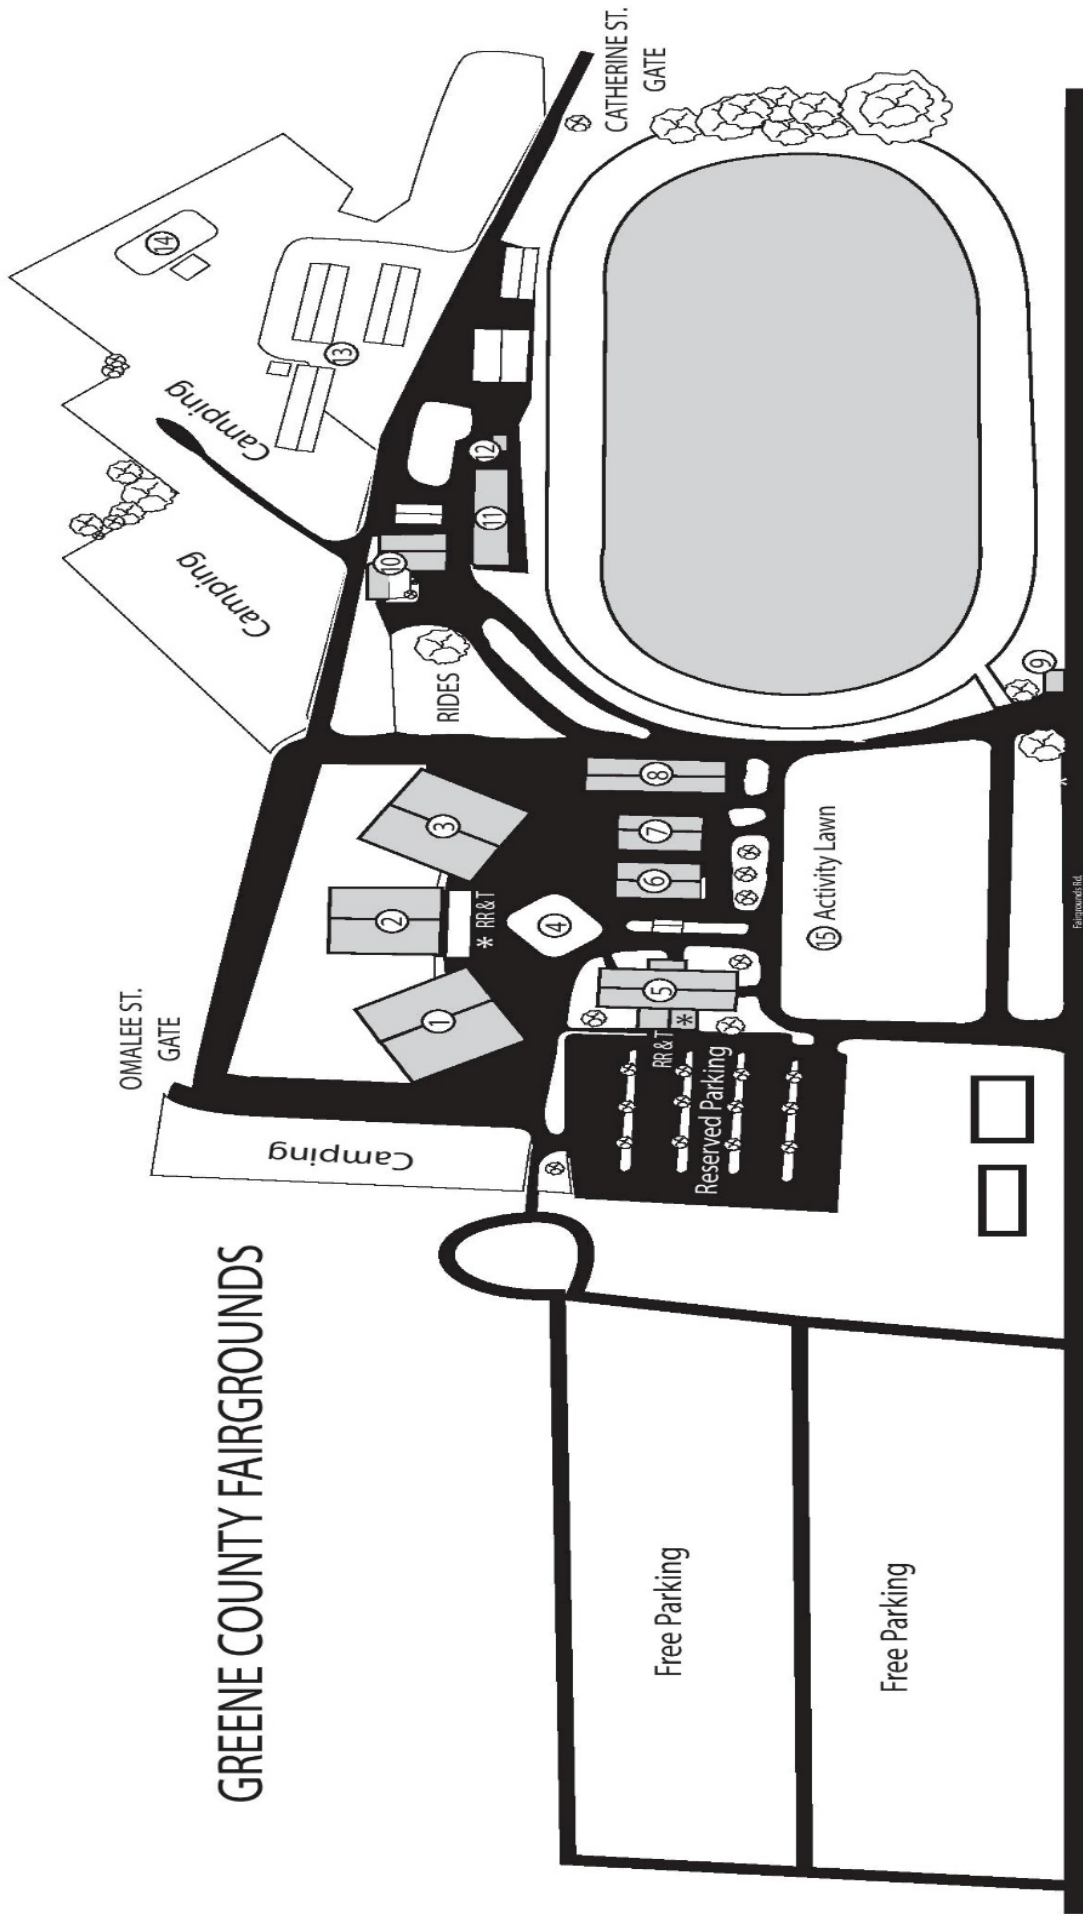 GREENE COUNTY FAIRGROUNDS
OMALEE ST.
GATE
CATHERINE ST.
GATE
Camping
Camping
Camping
14
13
12
11
10
RIDES
3
2
1
* RR & T
4
8
7
6
5
*
RR & T
Reserved Parking
9
15 Activity Lawn
Fairgrounds Rd.
*
Free Parking
Free Parking